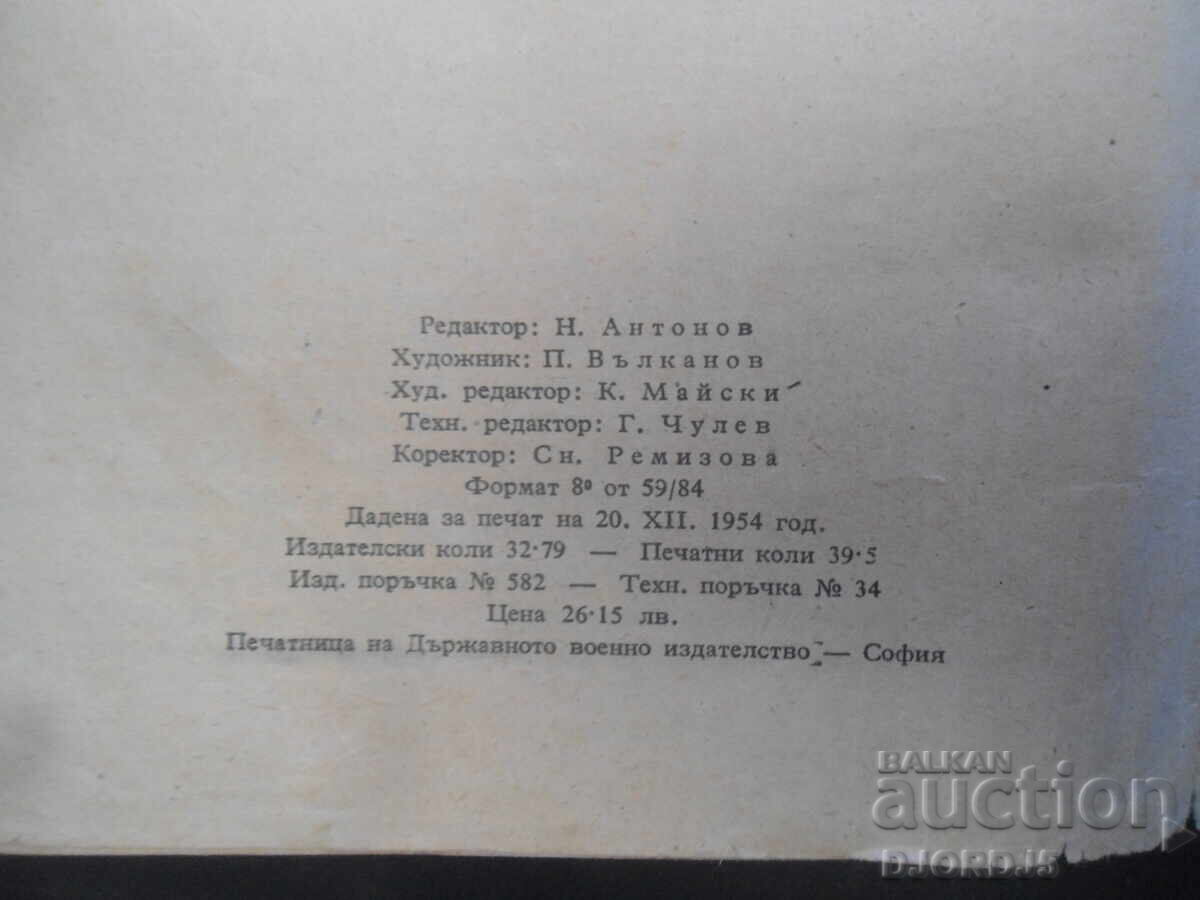 Редактор: Н. Антонов
Художник: П. Вълканов
Худ. редактор: К. Майски
Техн. редактор: Г. Чулев
Коректор: Сн. Ремизова
Формат 8° от 59/84
Дадена за печат на 20. XII. 1954 год.
Издателски коли 32·79 — Печатни коли 39·5
Изд. поръчка № 582 — Техн. поръчка № 34
Цена 26·15 лв.
Печатница на Държавното военно издателство — София
BALKAN
auction
DJORDJ5